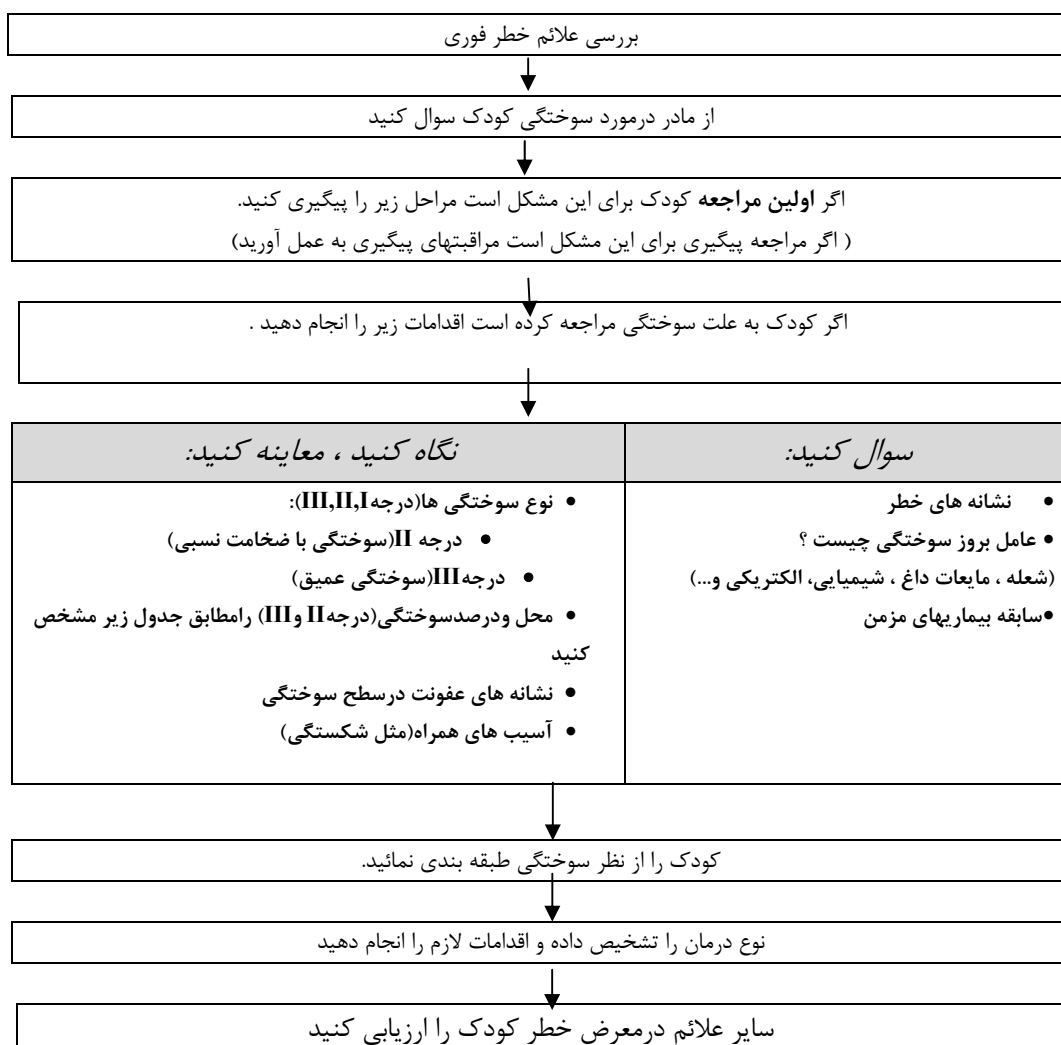 بررسی علائم خطر فوری
از مادر درمورد سوختگی کودک سوال کنید
اگر اولین مراجعه کودک برای این مشکل است مراحل زیر را پیگیری کنید.
( اگر مراجعه پیگیری برای این مشکل است مراقبتهای پیگیری به عمل آورید)
اگر کودک به علت سوختگی مراجعه کرده است اقدامات زیر را انجام دهید .
سوال کنید:
• نشانه های خطر
• عامل بروز سوختگی چیست ؟
(شعله ، مایعات داغ ، شیمیایی، الکتریکی و...)
•سابقه بیماریهای مزمن
نگاه کنید ، معاینه کنید:
• نوع سوختگی ها(درجهIII,II,I):
• درجه II(سوختگی با ضخامت نسبی)
• درجهIII(سوختگی عمیق)
• محل ودرصدسوختگی(درجهII وIII) رامطابق جدول زیر مشخص
کنید
• نشانه های عفونت درسطح سوختگی
• آسیب های همراه(مثل شکستگی)
کودک را از نظر سوختگی طبقه بندی نمائید.
نوع درمان را تشخیص داده و اقدامات لازم را انجام دهید
سایر علائم درمعرض خطر کودک را ارزیابی کنید